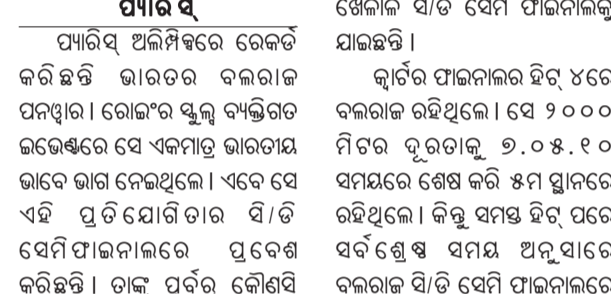 ପ୍ୟାରିସ୍
ପ୍ୟାରିସ୍ ଅଲିମ୍ପିକ୍ସରେ ରେକର୍ଡ
କରିଛନ୍ତି ଭାରତର ବଲରାଜ
ପନୱାର। ରୋଇଂର ସ୍କୁଲ୍ସ ବ୍ୟକ୍ତିଗତ
ଇଭେଣ୍ଟରେ ସେ ଏକମାତ୍ର ଭାରତୀୟ
ଭାବେ ଭାଗ ନେଇଥିଲେ। ଏବେ ସେ
ଏହି ପ୍ରତିଯୋଗିତାର ସି/ଡି
ସେମିଫାଇନାଲରେ ପ୍ରବେଶ
କରିଛନ୍ତି। ତାଙ୍କ ପୂର୍ବର କୌଣସି
ଖେଳାଳି ସି/ଡି ସେମି ଫାଇନାଲକୁ
ଯାଇଛନ୍ତି।
କ୍ୱାର୍ଟର ଫାଇନାଲର ହିଟ୍ ୪ରେ
ବଲରାଜ ରହିଥିଲେ। ସେ ୨୦୦୦
ମିଟର ଦୂରତାକୁ ୭.୦୫.୧୦
ସମୟରେ ଶେଷ କରି ୫ମ ସ୍ଥାନରେ
ରହିଥିଲେ। କିନ୍ତୁ ସମସ୍ତ ହିଟ୍ ପରେ
ସର୍ବଶ୍ରେଷ୍ଠ ସମୟ ଅନୁସାରେ
ବଲରାଜ ସି/ଡି ସେମି ଫାଇନାଲରେ